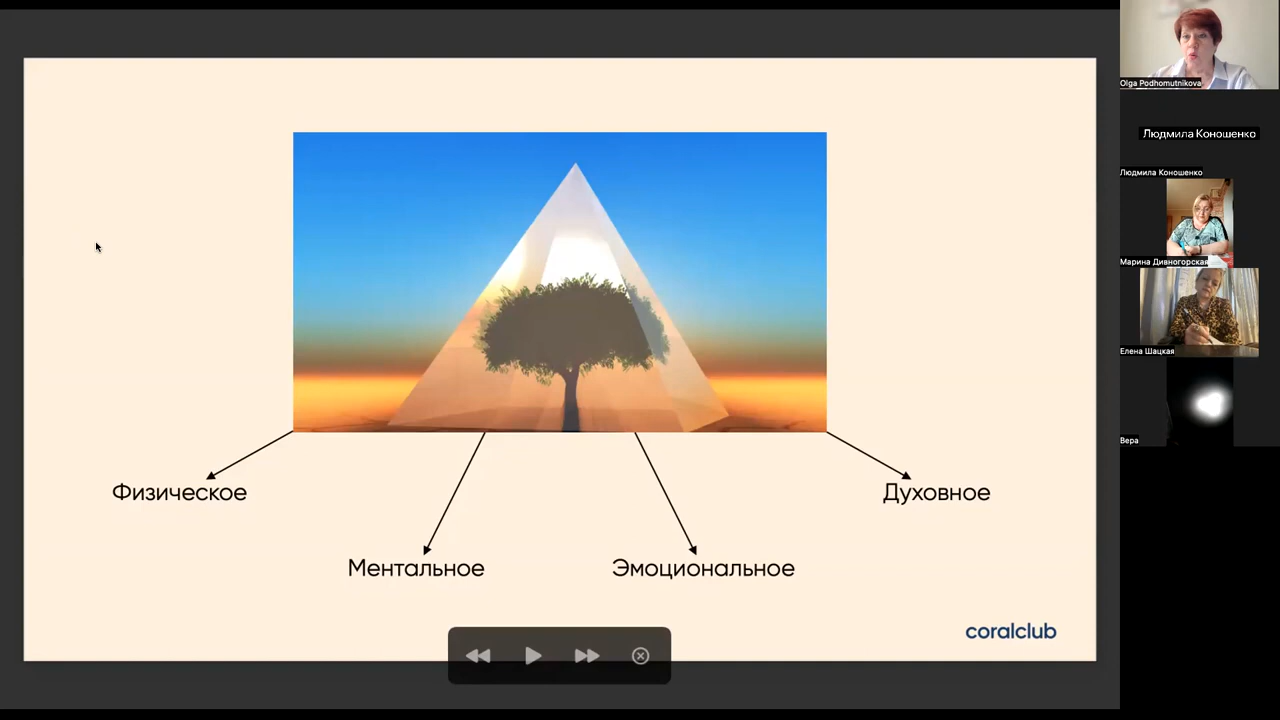 Физическое
Духовное
Ментальное
Эмоциональное
coralclub
Olga Podhomutnikova
Людмила Коношенко
Людмила Коношенко
Марина Дивногорская
Елена Шацкая
Вера